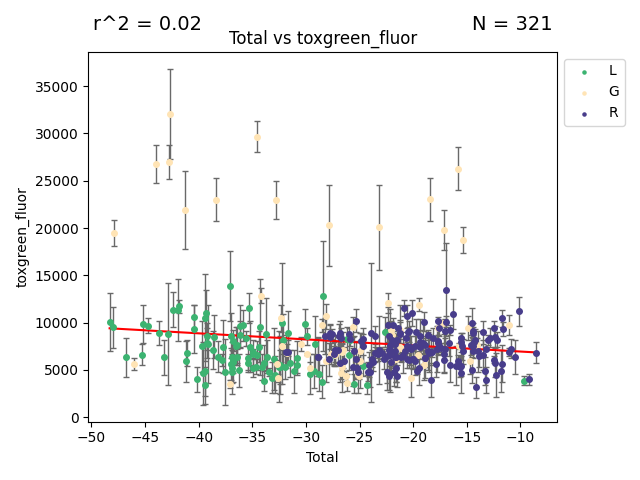 r^2 = 0.02
N = 321
Total vs toxgreen_fluor
L
G
R
toxgreen_fluor
35000
30000
25000
20000
15000
10000
5000
0
−50 −45 −40 −35 −30 −25 −20 −15 −10
Total